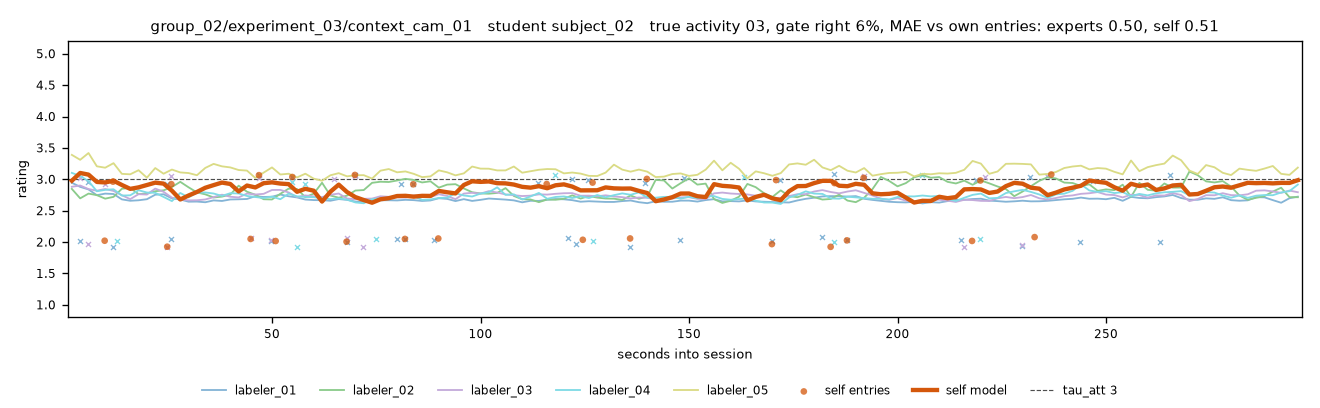 group_02/experiment_03/context_cam_01 student subject_02 true activity 03, gate right 6%, MAE vs own entries: experts 0.50, self 0.51
rating
5.0
4.5
4.0
3.5
3.0
2.5
2.0
1.5
1.0
50 100 150 200 250
seconds into session
labeler_01 labeler_02 labeler_03 labeler_04 labeler_05 self entries self model tau_att 3